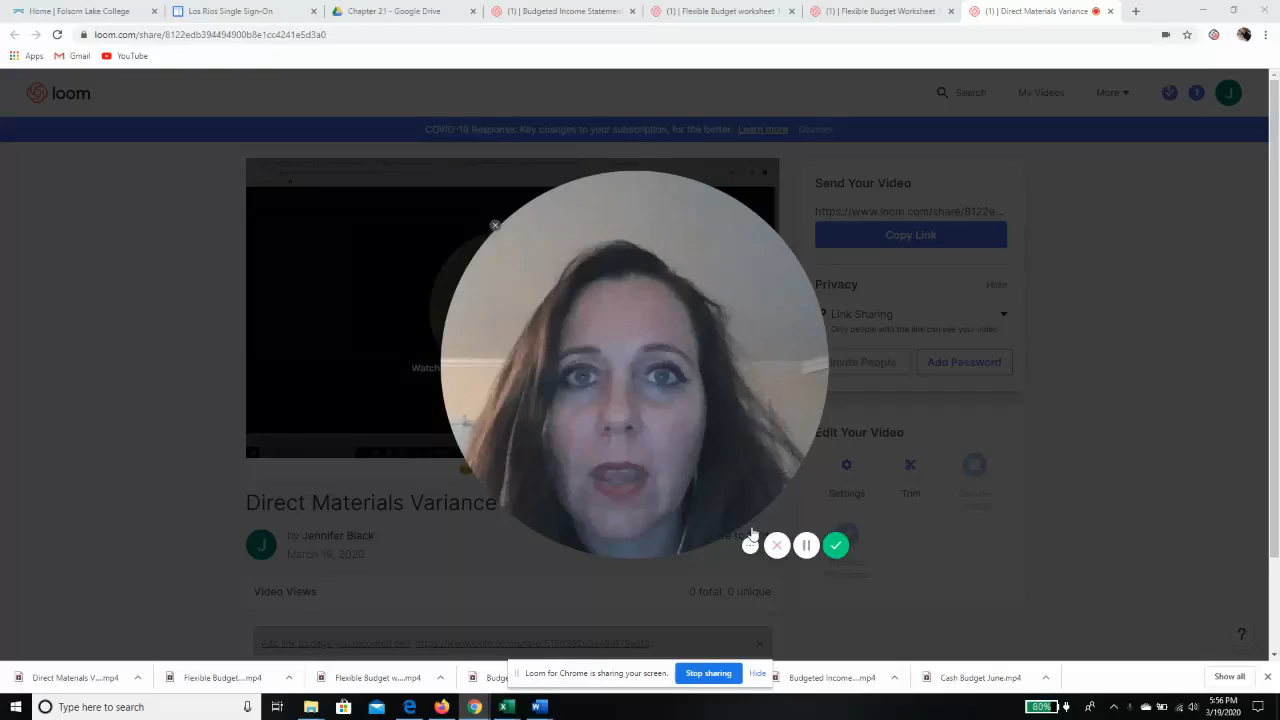 Home | Folsom Lake College
Los Rios Single Sign-On
Chapter 21 - Google Drive
(1) | Budgeted Income Statement
(1) | Flexible Budget worksheet 1
(1) | Flexible Budget Worksheet
(1) | Direct Materials Variance
loom.com/share/8122edb394494900b8e1cc4241e5d3a0
Apps
Gmail
YouTube
loom
Search
My Videos
More
J
COVID-19 Response: Key changes to your subscription, for the better. Learn more Dismiss
Send Your Video
https://www.loom.com/share/8122e...
Copy Link
Privacy
Hide
Link Sharing
Only people with the link can see your video
Invite People
Add Password
Watch
Edit Your Video
Settings
Trim
Direct Materials Variance
J
by Jennifer Black
March 19, 2020
Video Views
0 total, 0 unique
?
Loom for Chrome is sharing your screen.
Stop sharing
Hide
Direct Materials V....mp4
Flexible Budget....mp4
Flexible Budget w....mp4
Budgeted Income....mp4
Cash Budget June.mp4
Show all
Type here to search
80%
5:56 PM
3/19/2020